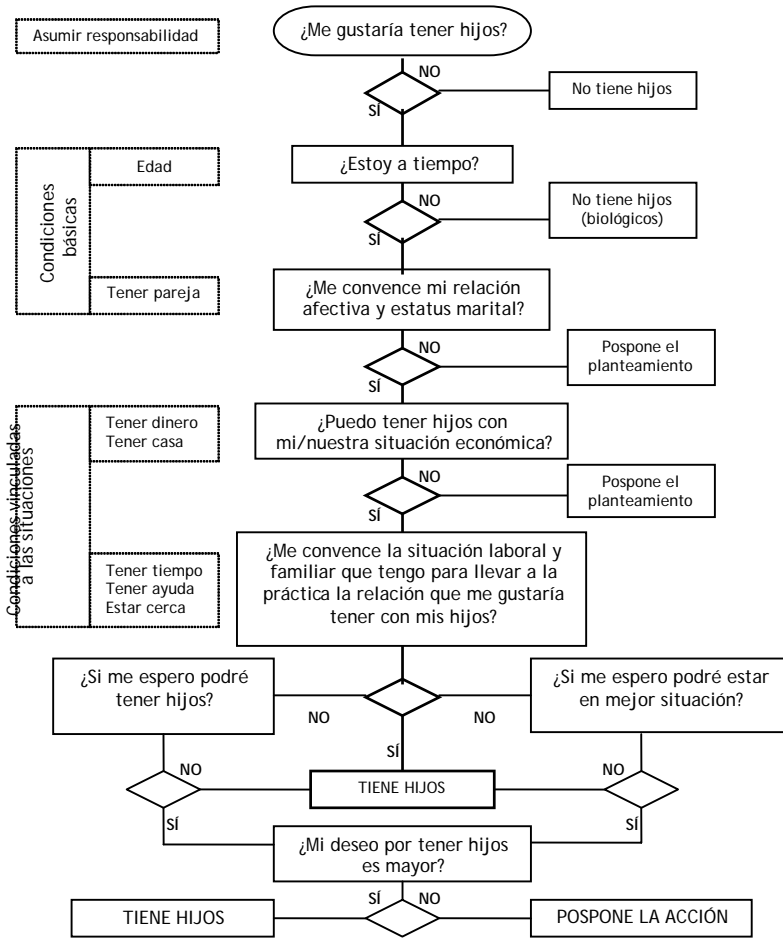 Asumir responsabilidad
¿Me gustaría tener hijos?
NO
No tiene hijos
SÍ
Condiciones
básicas
Edad
¿Estoy a tiempo?
NO
No tiene hijos
(biológicos)
SÍ
Tener pareja
¿Me convence mi relación
afectiva y estatus marital?
NO
Pospone el
planteamiento
SÍ
Condiciones vinculadas
a las situaciones
Tener dinero
Tener casa
¿Puedo tener hijos con
mi/nuestra situación económica?
NO
Pospone el
planteamiento
SÍ
Tener tiempo
Tener ayuda
Estar cerca
¿Me convence la situación laboral y
familiar que tengo para llevar a la
práctica la relación que me gustaría
tener con mis hijos?
¿Si me espero podré
tener hijos?
NO
NO
¿Si me espero podré estar
en mejor situación?
SÍ
NO
TIENE HIJOS
NO
SÍ
SÍ
¿Mi deseo por tener hijos
es mayor?
SÍ
NO
TIENE HIJOS
POSPONE LA ACCIÓN